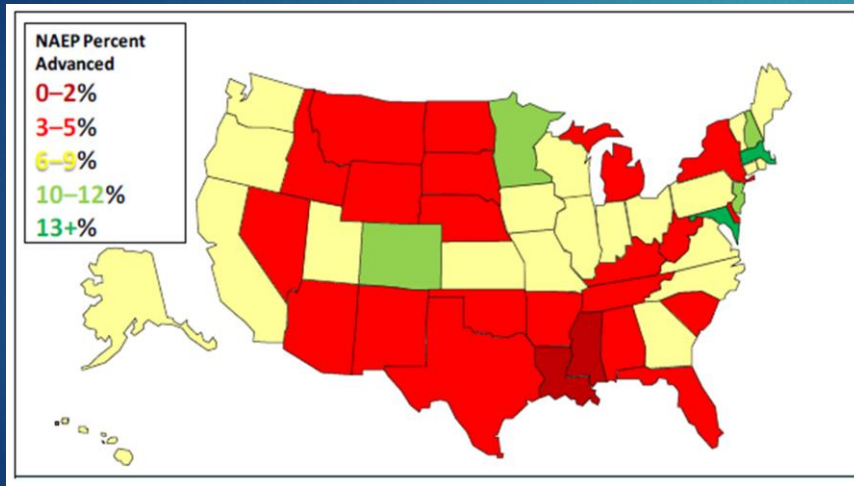 NAEP Percent
Advanced
0–2%
3–5%
6–9%
10–12%
13+%